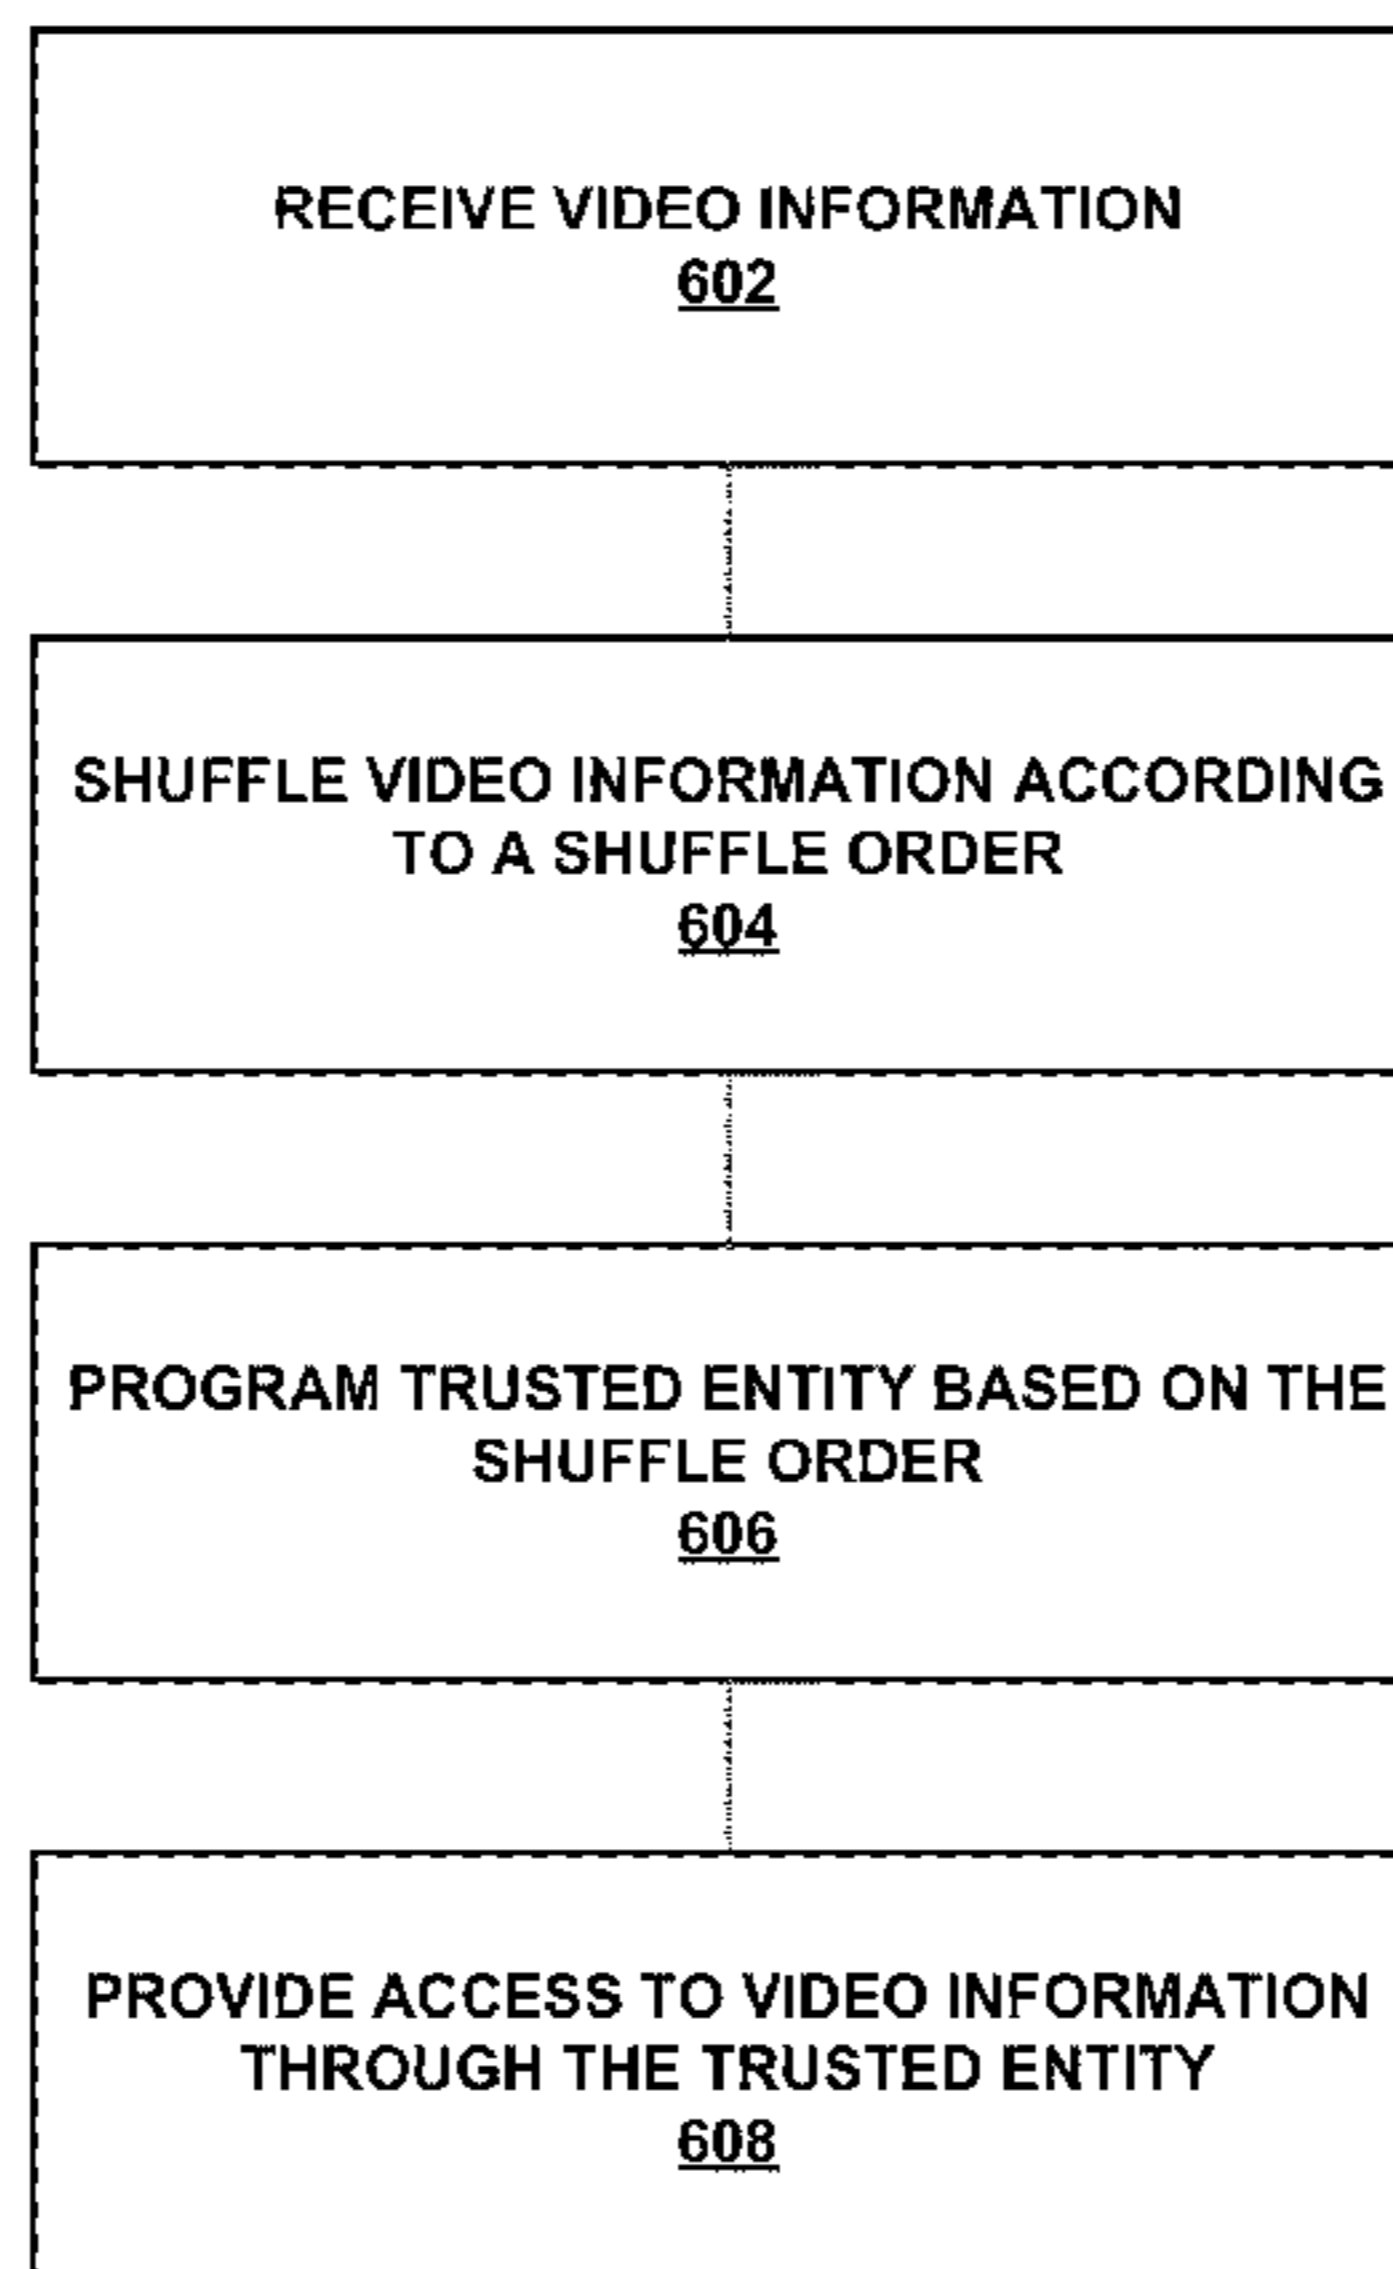 RECEIVE VIDEO INFORMATION
602
SHUFFLE VIDEO INFORMATION ACCORDING
TO A SHUFFLE ORDER
604
PROGRAM TRUSTED ENTITY BASED ON THE
SHUFFLE ORDER
606
PROVIDE ACCESS TO VIDEO INFORMATION
THROUGH THE TRUSTED ENTITY
608